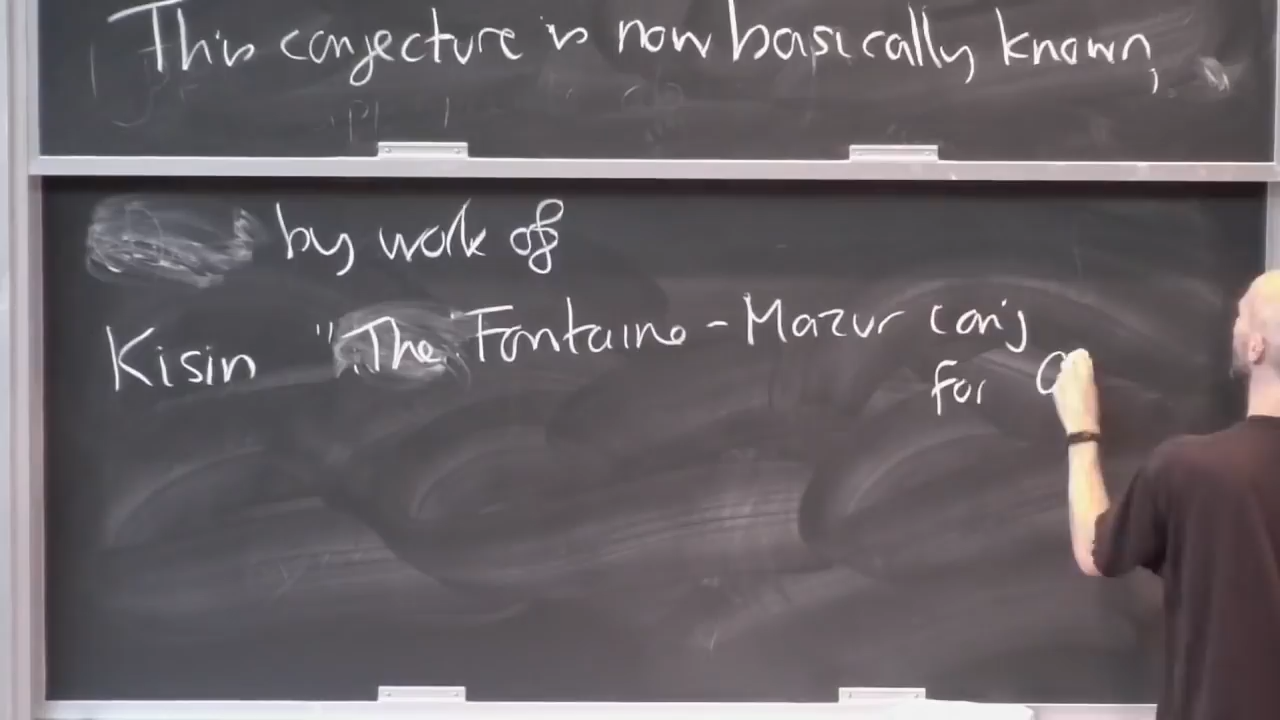 This conjecture is now basically known,
by work of
Kisin "The Fontaine-Mazur conj
for